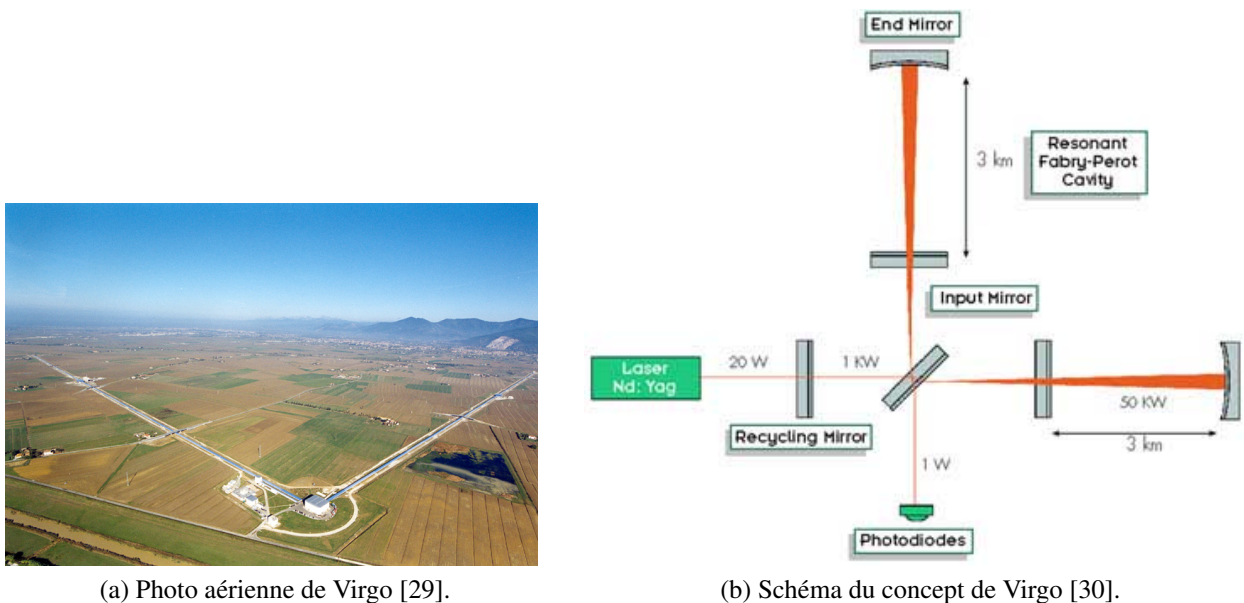 End Mirror
3 km
Resonant
Fabry-Perot
Cavity
Input Mirror
Laser
Nd: Yag
20 W
1 KW
Recycling Mirror
50 KW
3 km
1 W
Photodiodes
(a) Photo aérienne de Virgo [29].
(b) Schéma du concept de Virgo [30].